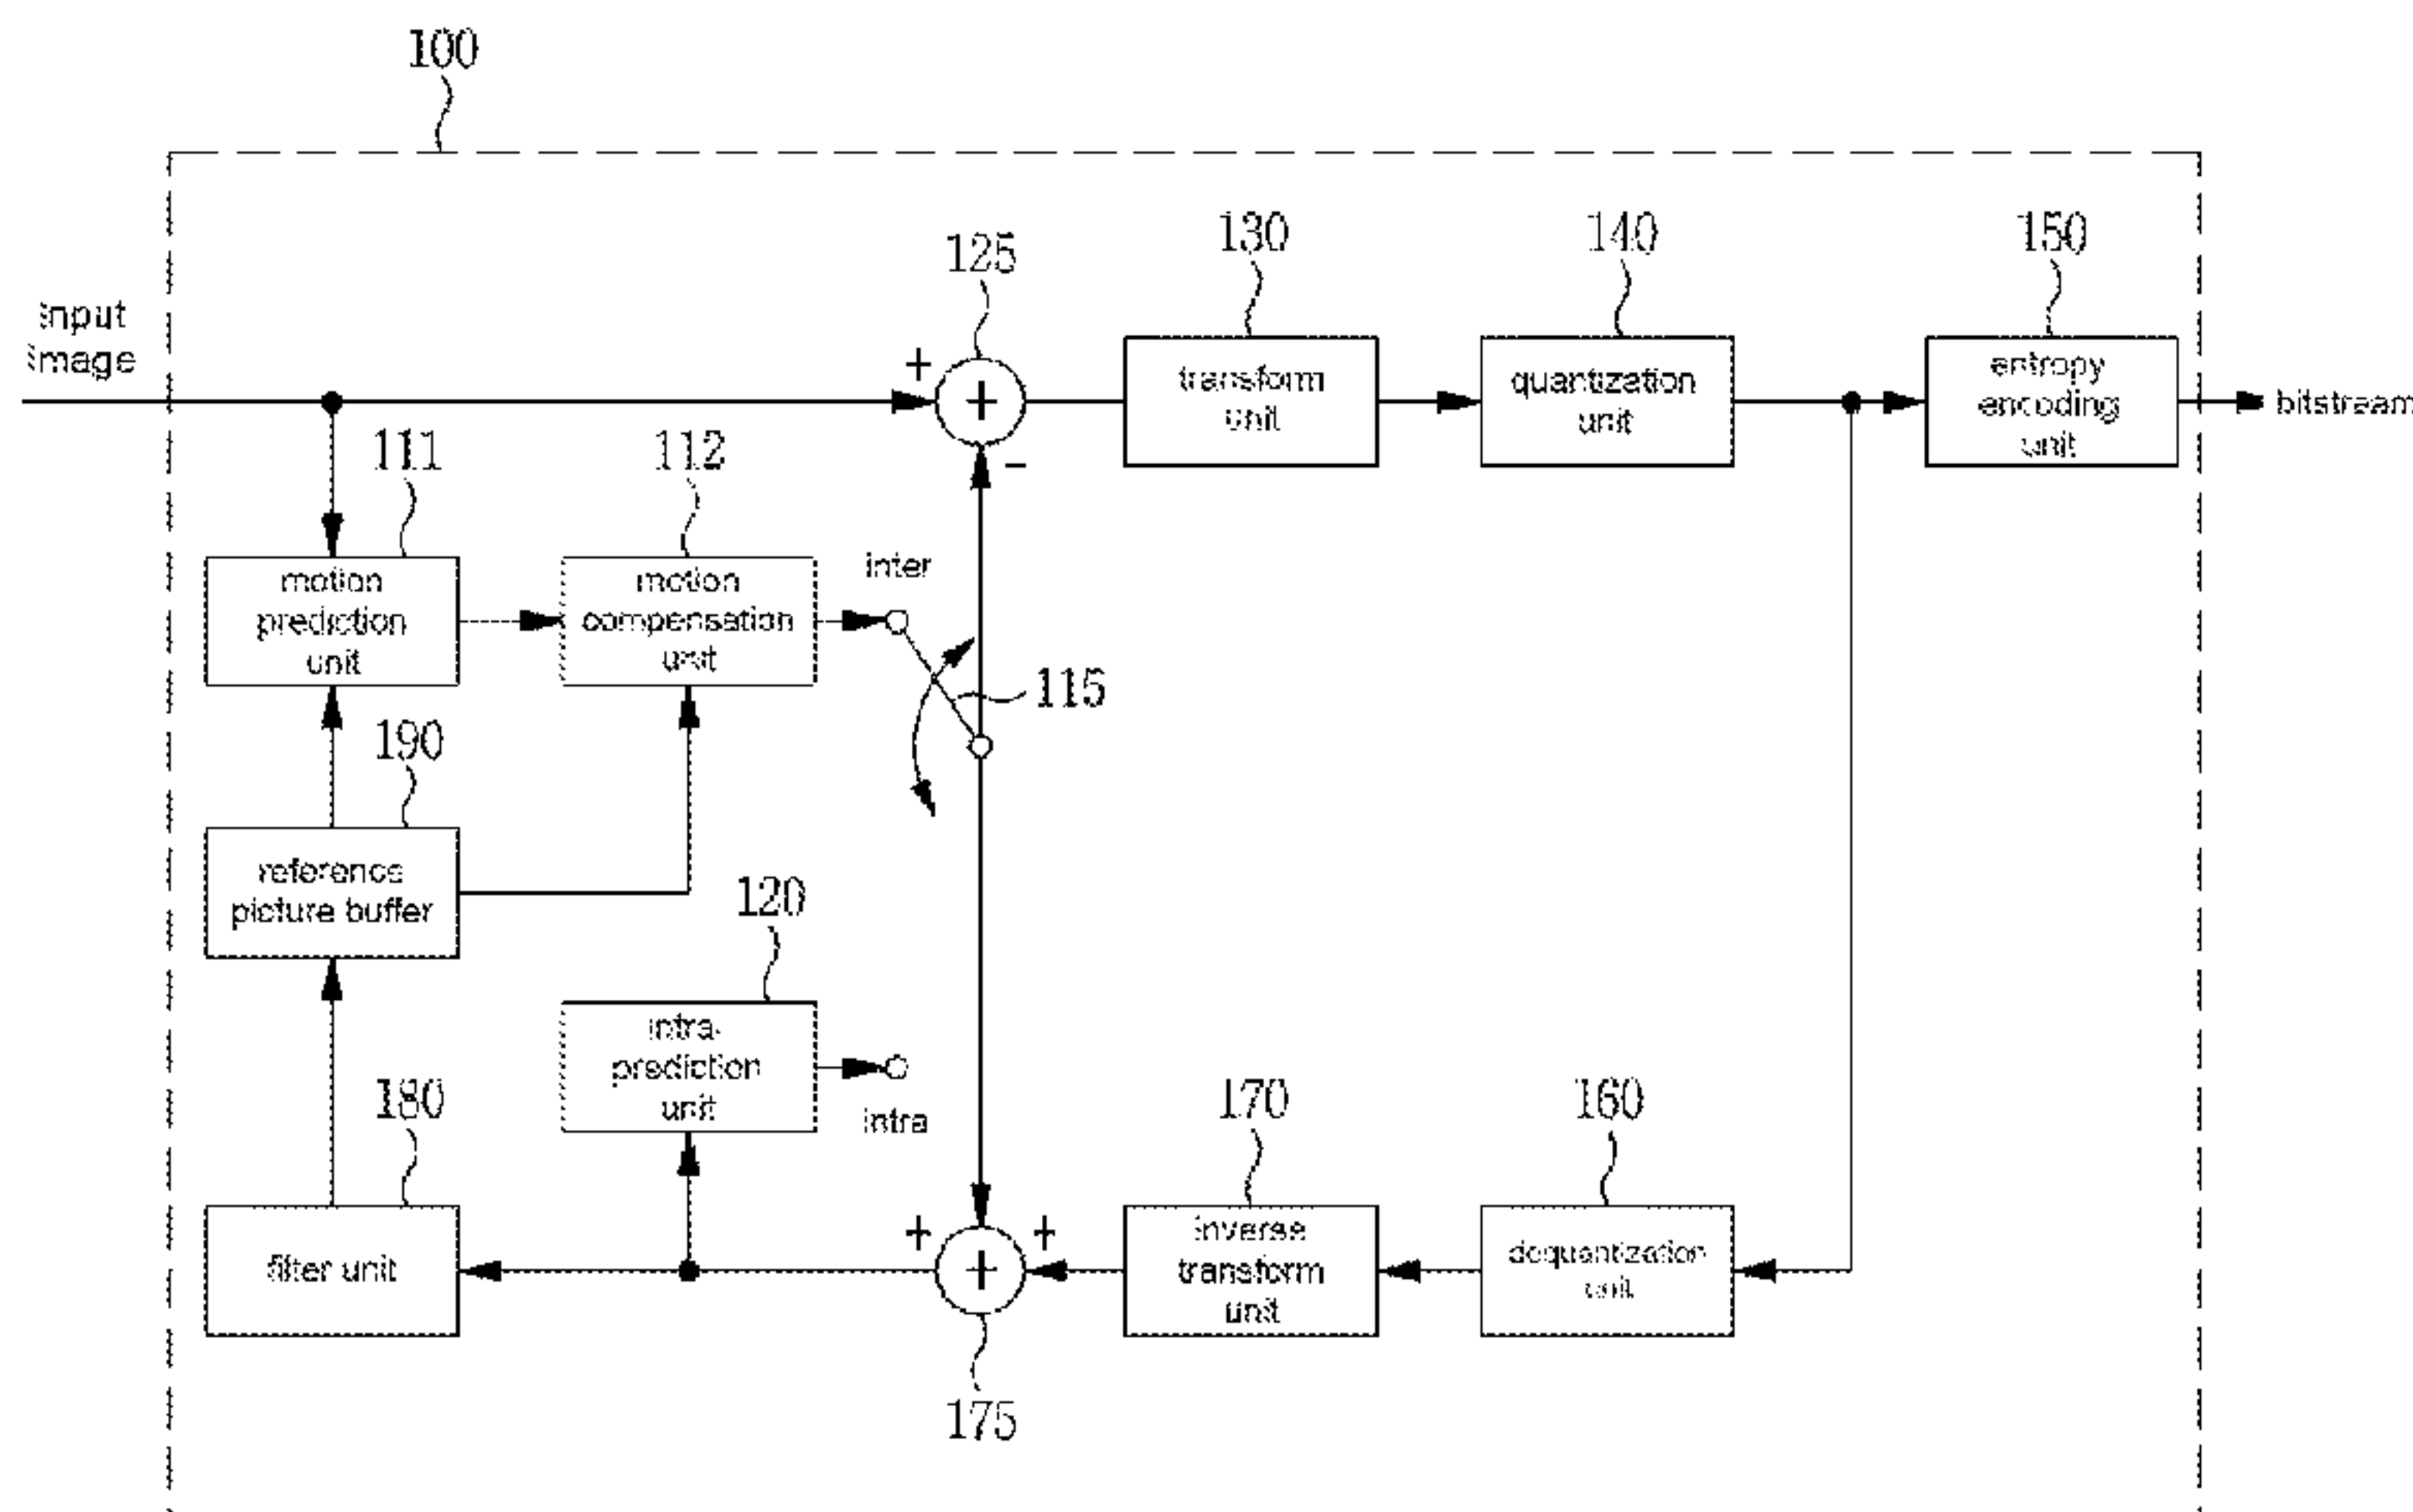 100
125
130
140
150
input
image
+
+
transform
unit
quantization
unit
entropy
encoding
unit
bitstream
-
111
112
motion
prediction
unit
motion
compensation
unit
inter
115
190
reference
picture buffer
120
intra-
prediction
unit
intra
180
170
160
filter unit
+
+
+
inverse
transform
unit
dequantization
unit
175